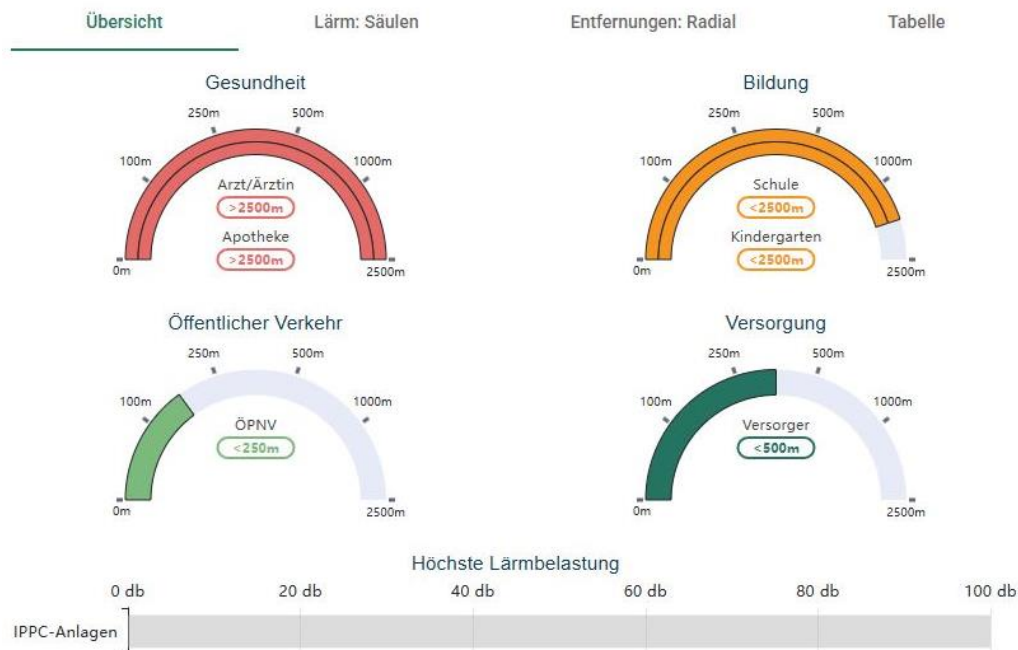 Übersicht Lärm: Säulen Entfernungen: Radial Tabelle
Gesundheit
250m 500m
100m 1000m
Arzt/Ärztin
>2500m
Apotheke
>2500m
0m 2500m
Bildung
250m 500m
100m 1000m
Schule
<2500m
Kindergarten
<2500m
0m 2500m
Öffentlicher Verkehr
250m 500m
100m 1000m
ÖPNV
<250m
0m 2500m
Versorgung
250m 500m
100m 1000m
Versorger
<500m
0m 2500m
Höchste Lärmbelastung
0 db 20 db 40 db 60 db 80 db 100 db
IPPC-Anlagen